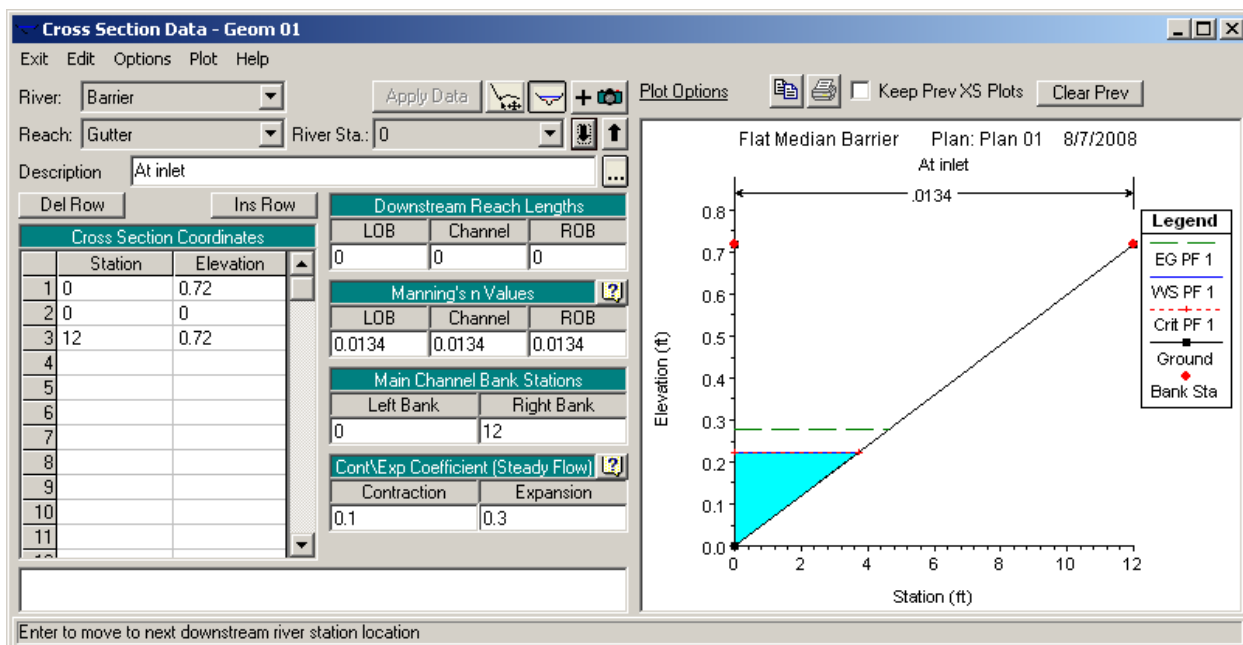 Cross Section Data - Geom 01
Exit Edit Options Plot Help
River: Barrier Apply Data
Reach: Gutter River Sta.: 0
Description At inlet ...
Del Row Ins Row
Cross Section Coordinates
Station Elevation
1 0 0.72
2 0 0
3 12 0.72
4
5
6
7
8
9
10
11
Downstream Reach Lengths
LOB Channel ROB
0 0 0
Manning's n Values ?
LOB Channel ROB
0.0134 0.0134 0.0134
Main Channel Bank Stations
Left Bank Right Bank
0 12
Cont\Exp Coefficient (Steady Flow) ?
Contraction Expansion
0.1 0.3
Plot Options Keep Prev XS Plots Clear Prev
Flat Median Barrier Plan: Plan 01 8/7/2008
At inlet
.0134
0.8
0.7
0.6
0.5
0.4
0.3
0.2
0.1
0.0
Elevation (ft)
0 2 4 6 8 10 12
Station (ft)
Legend
EG PF 1
WS PF 1
Crit PF 1
Ground
Bank Sta
Enter to move to next downstream river station location